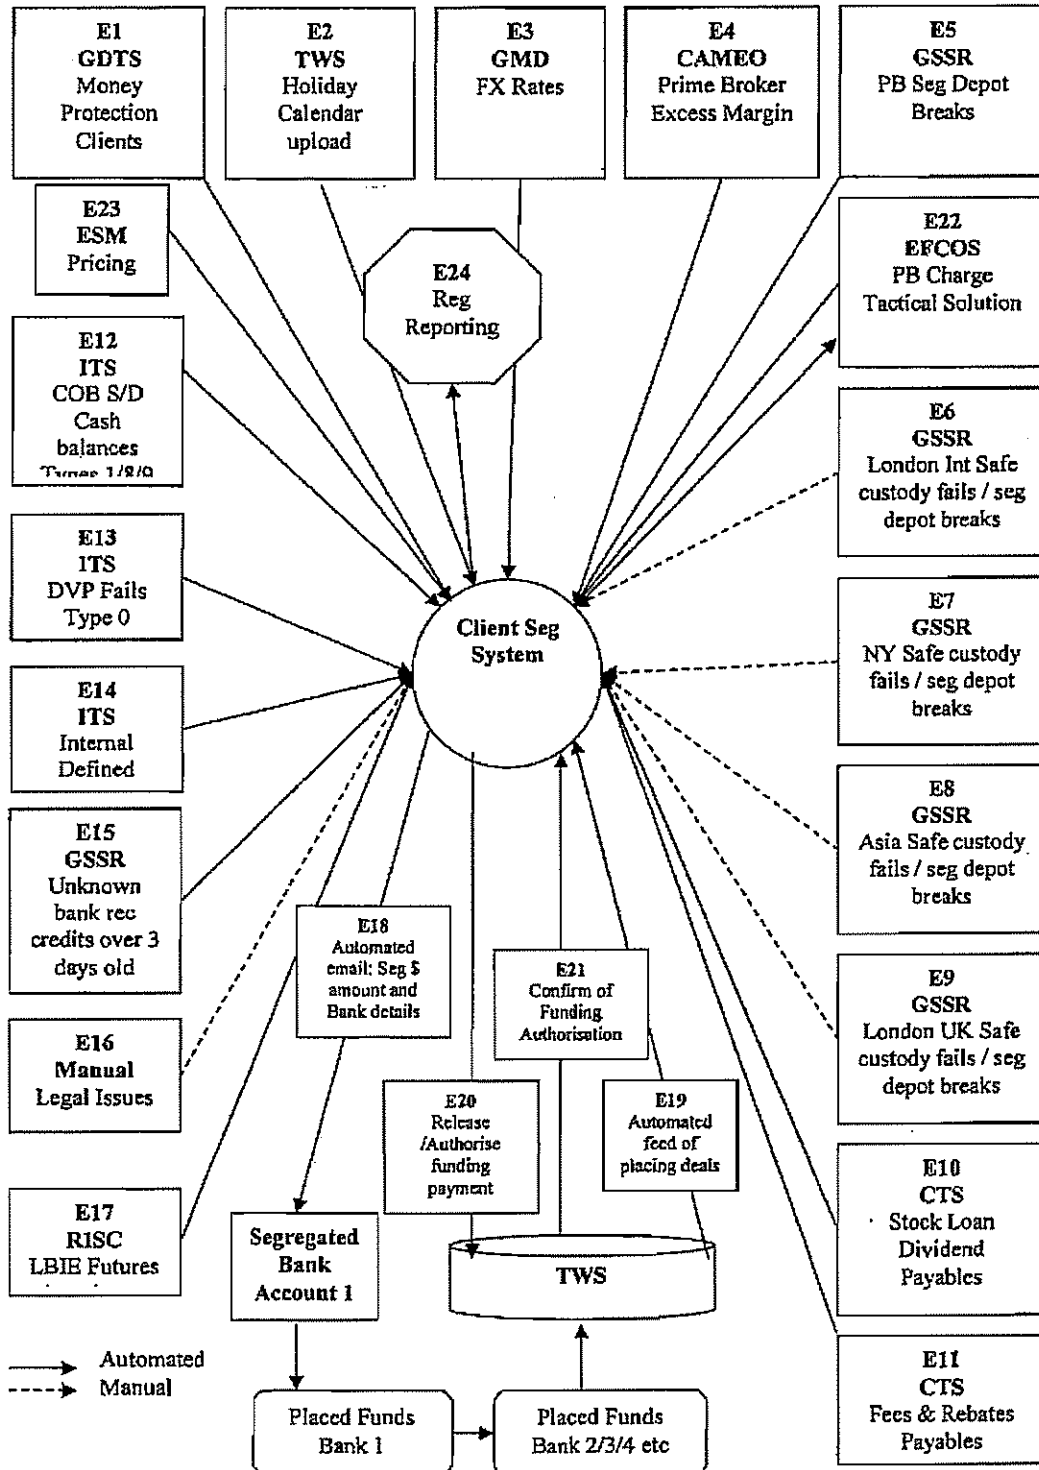 E1
GDTS
Money
Protection
Clients
E2
TWS
Holiday
Calendar
upload
E3
GMD
FX Rates
E4
CAMEO
Prime Broker
Excess Margin
E5
GSSR
PB Seg Depot
Breaks
E23
ESM
Pricing
E24
Reg
Reporting
E22
EFCOS
PB Charge
Tactical Solution
E12
ITS
COB S/D
Cash
balances
Types 1/8/9
E6
GSSR
London Int Safe
custody fails / seg
depot breaks
E13
ITS
DVP Fails
Type 0
Client Seg
System
E7
GSSR
NY Safe custody
fails / seg depot
breaks
E14
ITS
Internal
Defined
E8
GSSR
Asia Safe custody
fails / seg depot
breaks
E15
GSSR
Unknown
bank rec
credits over 3
days old
E18
Automated
email: Seg $
amount and
Bank details
E21
Confirm of
Funding
Authorisation
E9
GSSR
London UK Safe
custody fails / seg
depot breaks
E16
Manual
Legal Issues
E20
Release
/Authorise
funding
payment
E19
Automated
feed of
placing deals
E10
CTS
Stock Loan
Dividend
Payables
E17
RISC
LBIE Futures
Segregated
Bank
Account 1
TWS
E11
CTS
Fees & Rebates
Payables
Automated
Manual
Placed Funds
Bank 1
Placed Funds
Bank 2/3/4 etc